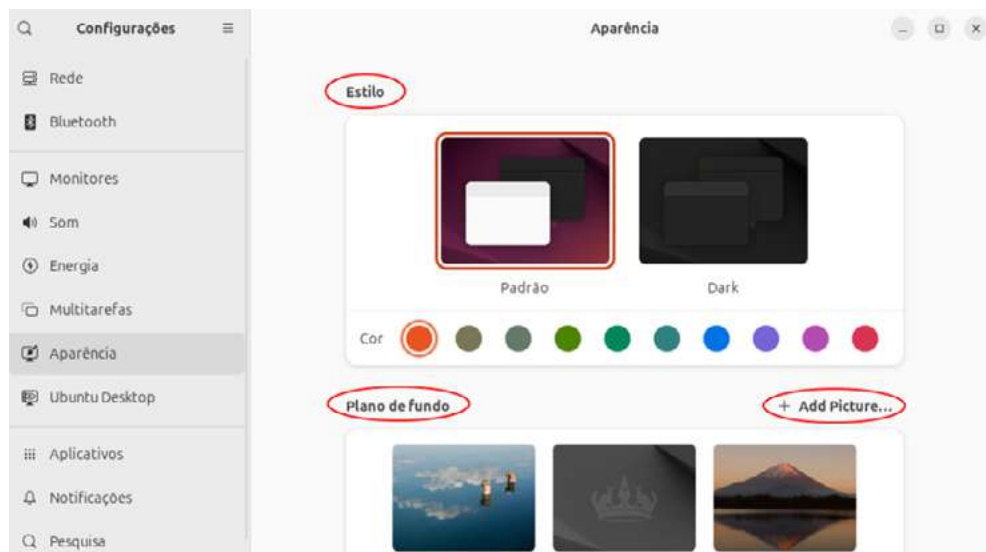 Configurações
Aparência
Rede
Bluetooth
Monitores
Som
Energia
Multitarefas
Aparência
Ubuntu Desktop
Aplicativos
Notificações
Pesquisa
Estilo
Padrão
Dark
Cor
Plano de fundo
+ Add Picture...